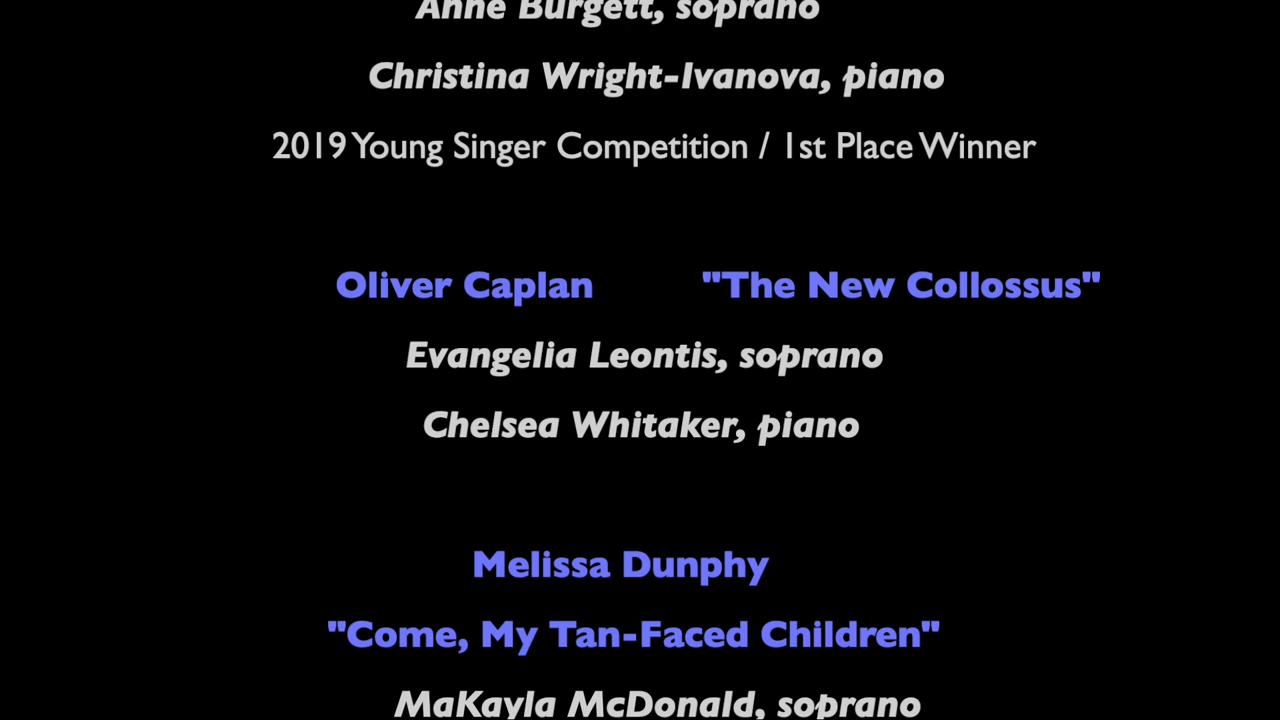 Anne Burgett, soprano
Christina Wright-Ivanova, piano
2019 Young Singer Competition / 1st Place Winner
Oliver Caplan "The New Collossus"
Evangelia Leontis, soprano
Chelsea Whitaker, piano
Melissa Dunphy
"Come, My Tan-Faced Children"
MaKayla McDonald, soprano